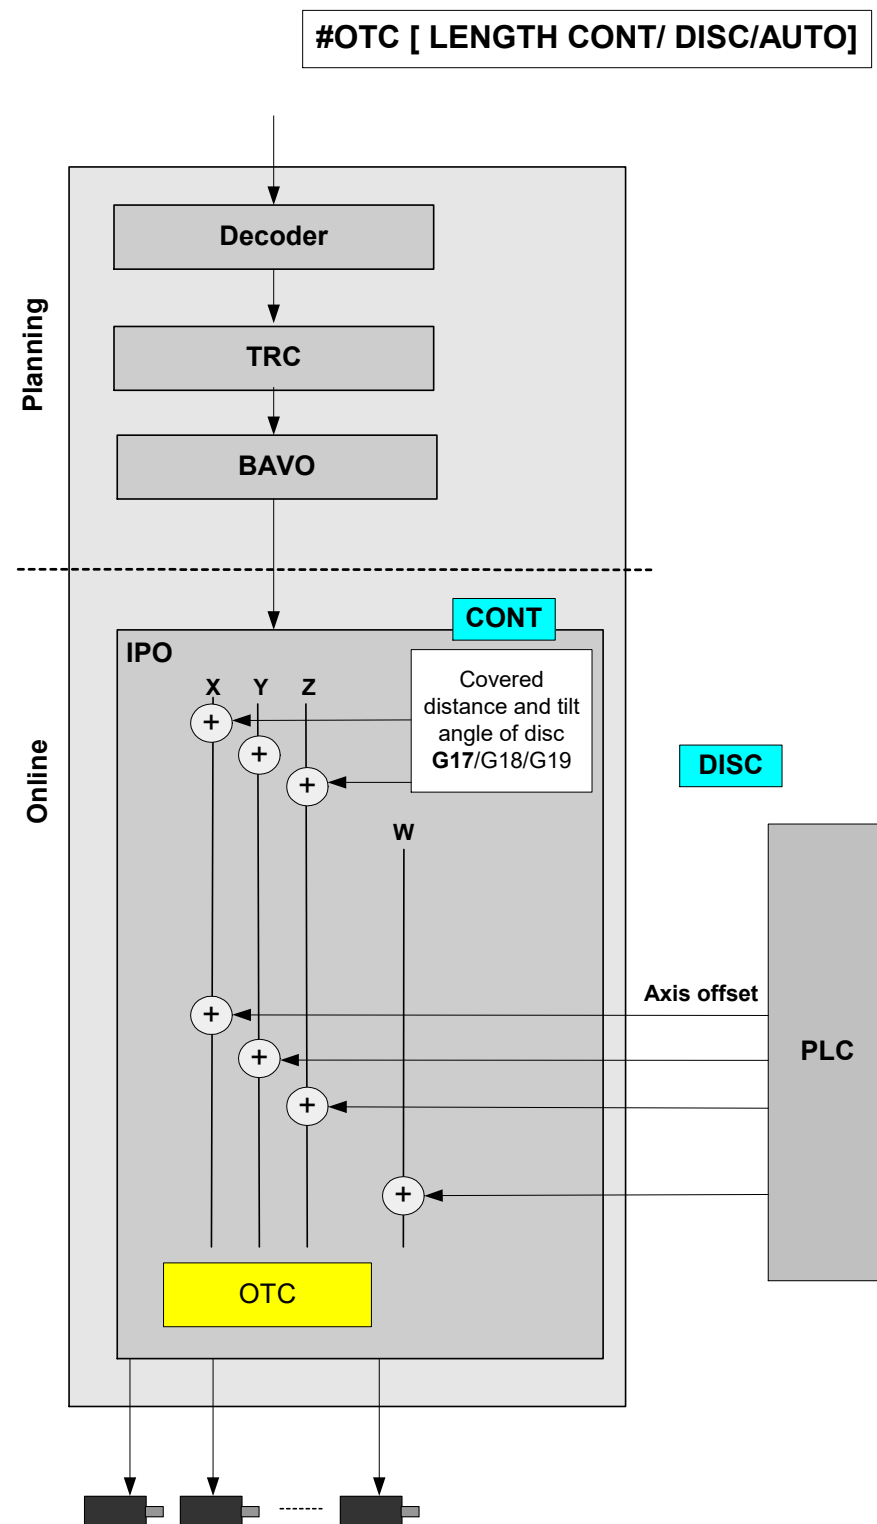 #OTC [ LENGTH CONT/ DISC/AUTO]
Planning
Decoder
TRC
BAVO
Online
CONT
IPO
X Y Z
Covered
distance and tilt
angle of disc
G17/G18/G19
+
+
+
DISC
W
Axis offset
+
+
+
+
PLC
OTC